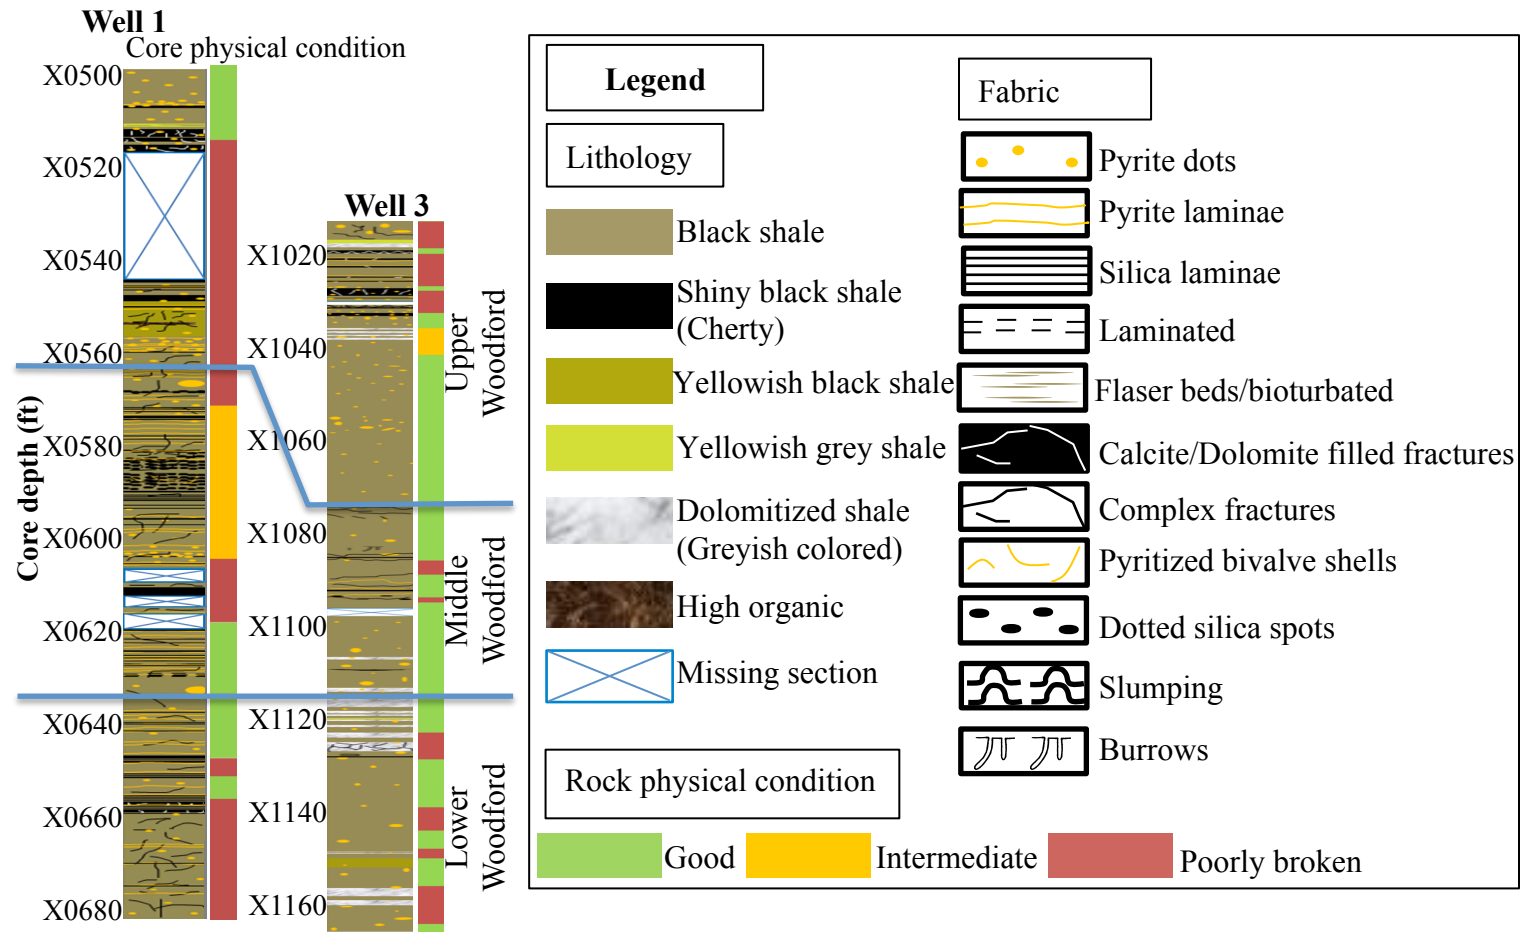 Well 1
Core physical condition
Core depth (ft)
X0500
X0520
X0540
X0560
X0580
X0600
X0620
X0640
X0660
X0680
Well 3
X1020
X1040
X1060
X1080
X1100
X1120
X1140
X1160
Upper
Woodford
Middle
Woodford
Lower
Woodford
Legend
Lithology
Black shale
Shiny black shale
(Cherty)
Yellowish black shale
Yellowish grey shale
Dolomitized shale
(Greyish colored)
High organic
Missing section
Fabric
Pyrite dots
Pyrite laminae
Silica laminae
Laminated
Flaser beds/bioturbated
Calcite/Dolomite filled fractures
Complex fractures
Pyritized bivalve shells
Dotted silica spots
Slumping
Burrows
Rock physical condition
Good
Intermediate
Poorly broken